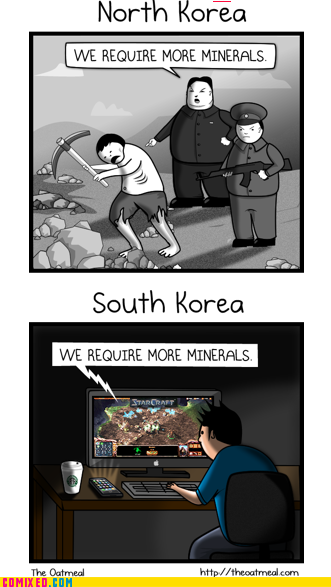 North Korea
WE REQUIRE MORE MINERALS.
South Korea
WE REQUIRE MORE MINERALS.
STARCRAFT
The Oatmeal http://theoatmeal.com
COMIXED.COM